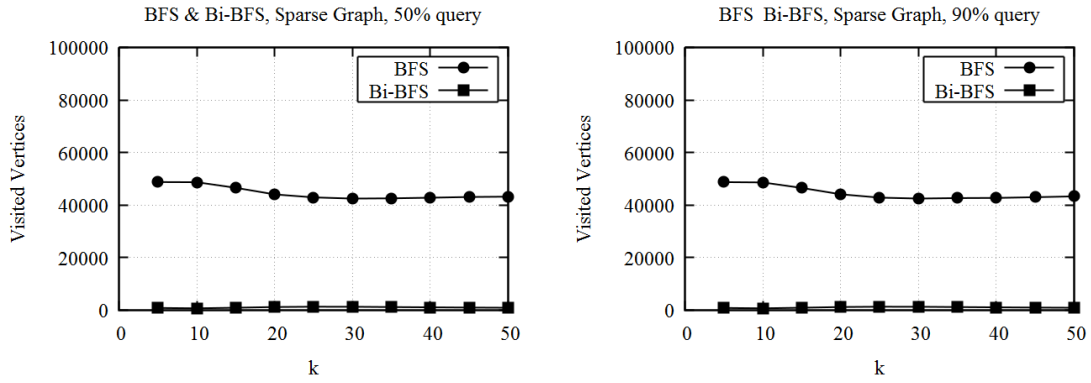 BFS & Bi-BFS, Sparse Graph, 50% query
100000
80000
60000
40000
20000
0
Visited Vertices
BFS
Bi-BFS
0 10 20 30 40 50
k
BFS  Bi-BFS, Sparse Graph, 90% query
100000
80000
60000
40000
20000
0
Visited Vertices
BFS
Bi-BFS
0 10 20 30 40 50
k